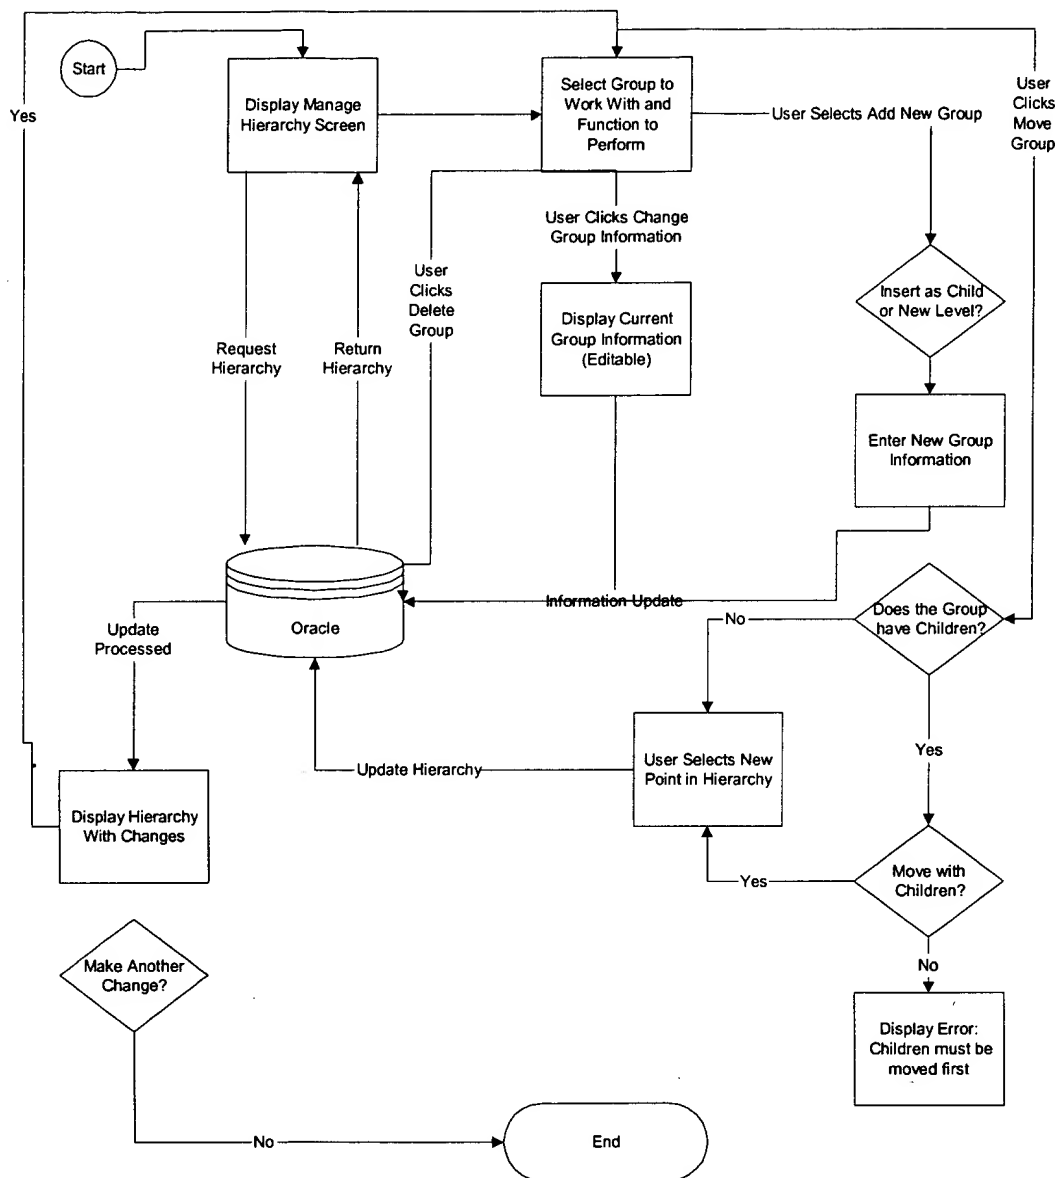 Start
Yes
Display Manage
Hierarchy Screen
Select Group to
Work With and
Function to
Perform
User Selects Add New Group
User
Clicks
Move
Group
User Clicks Change
Group Information
User
Clicks
Delete
Group
Insert as Child
or New Level?
Display Current
Group Information
(Editable)
Request
Hierarchy
Return
Hierarchy
Enter New Group
Information
Information Update
Oracle
Update
Processed
Does the Group
have Children?
No
Yes
User Selects New
Point in Hierarchy
Update Hierarchy
Display Hierarchy
With Changes
Move with
Children?
Yes
No
Make Another
Change?
Display Error:
Children must be
moved first
No
End